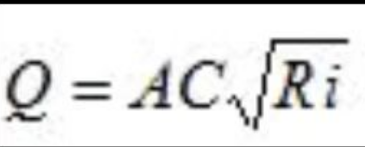 Q = AC√Ri